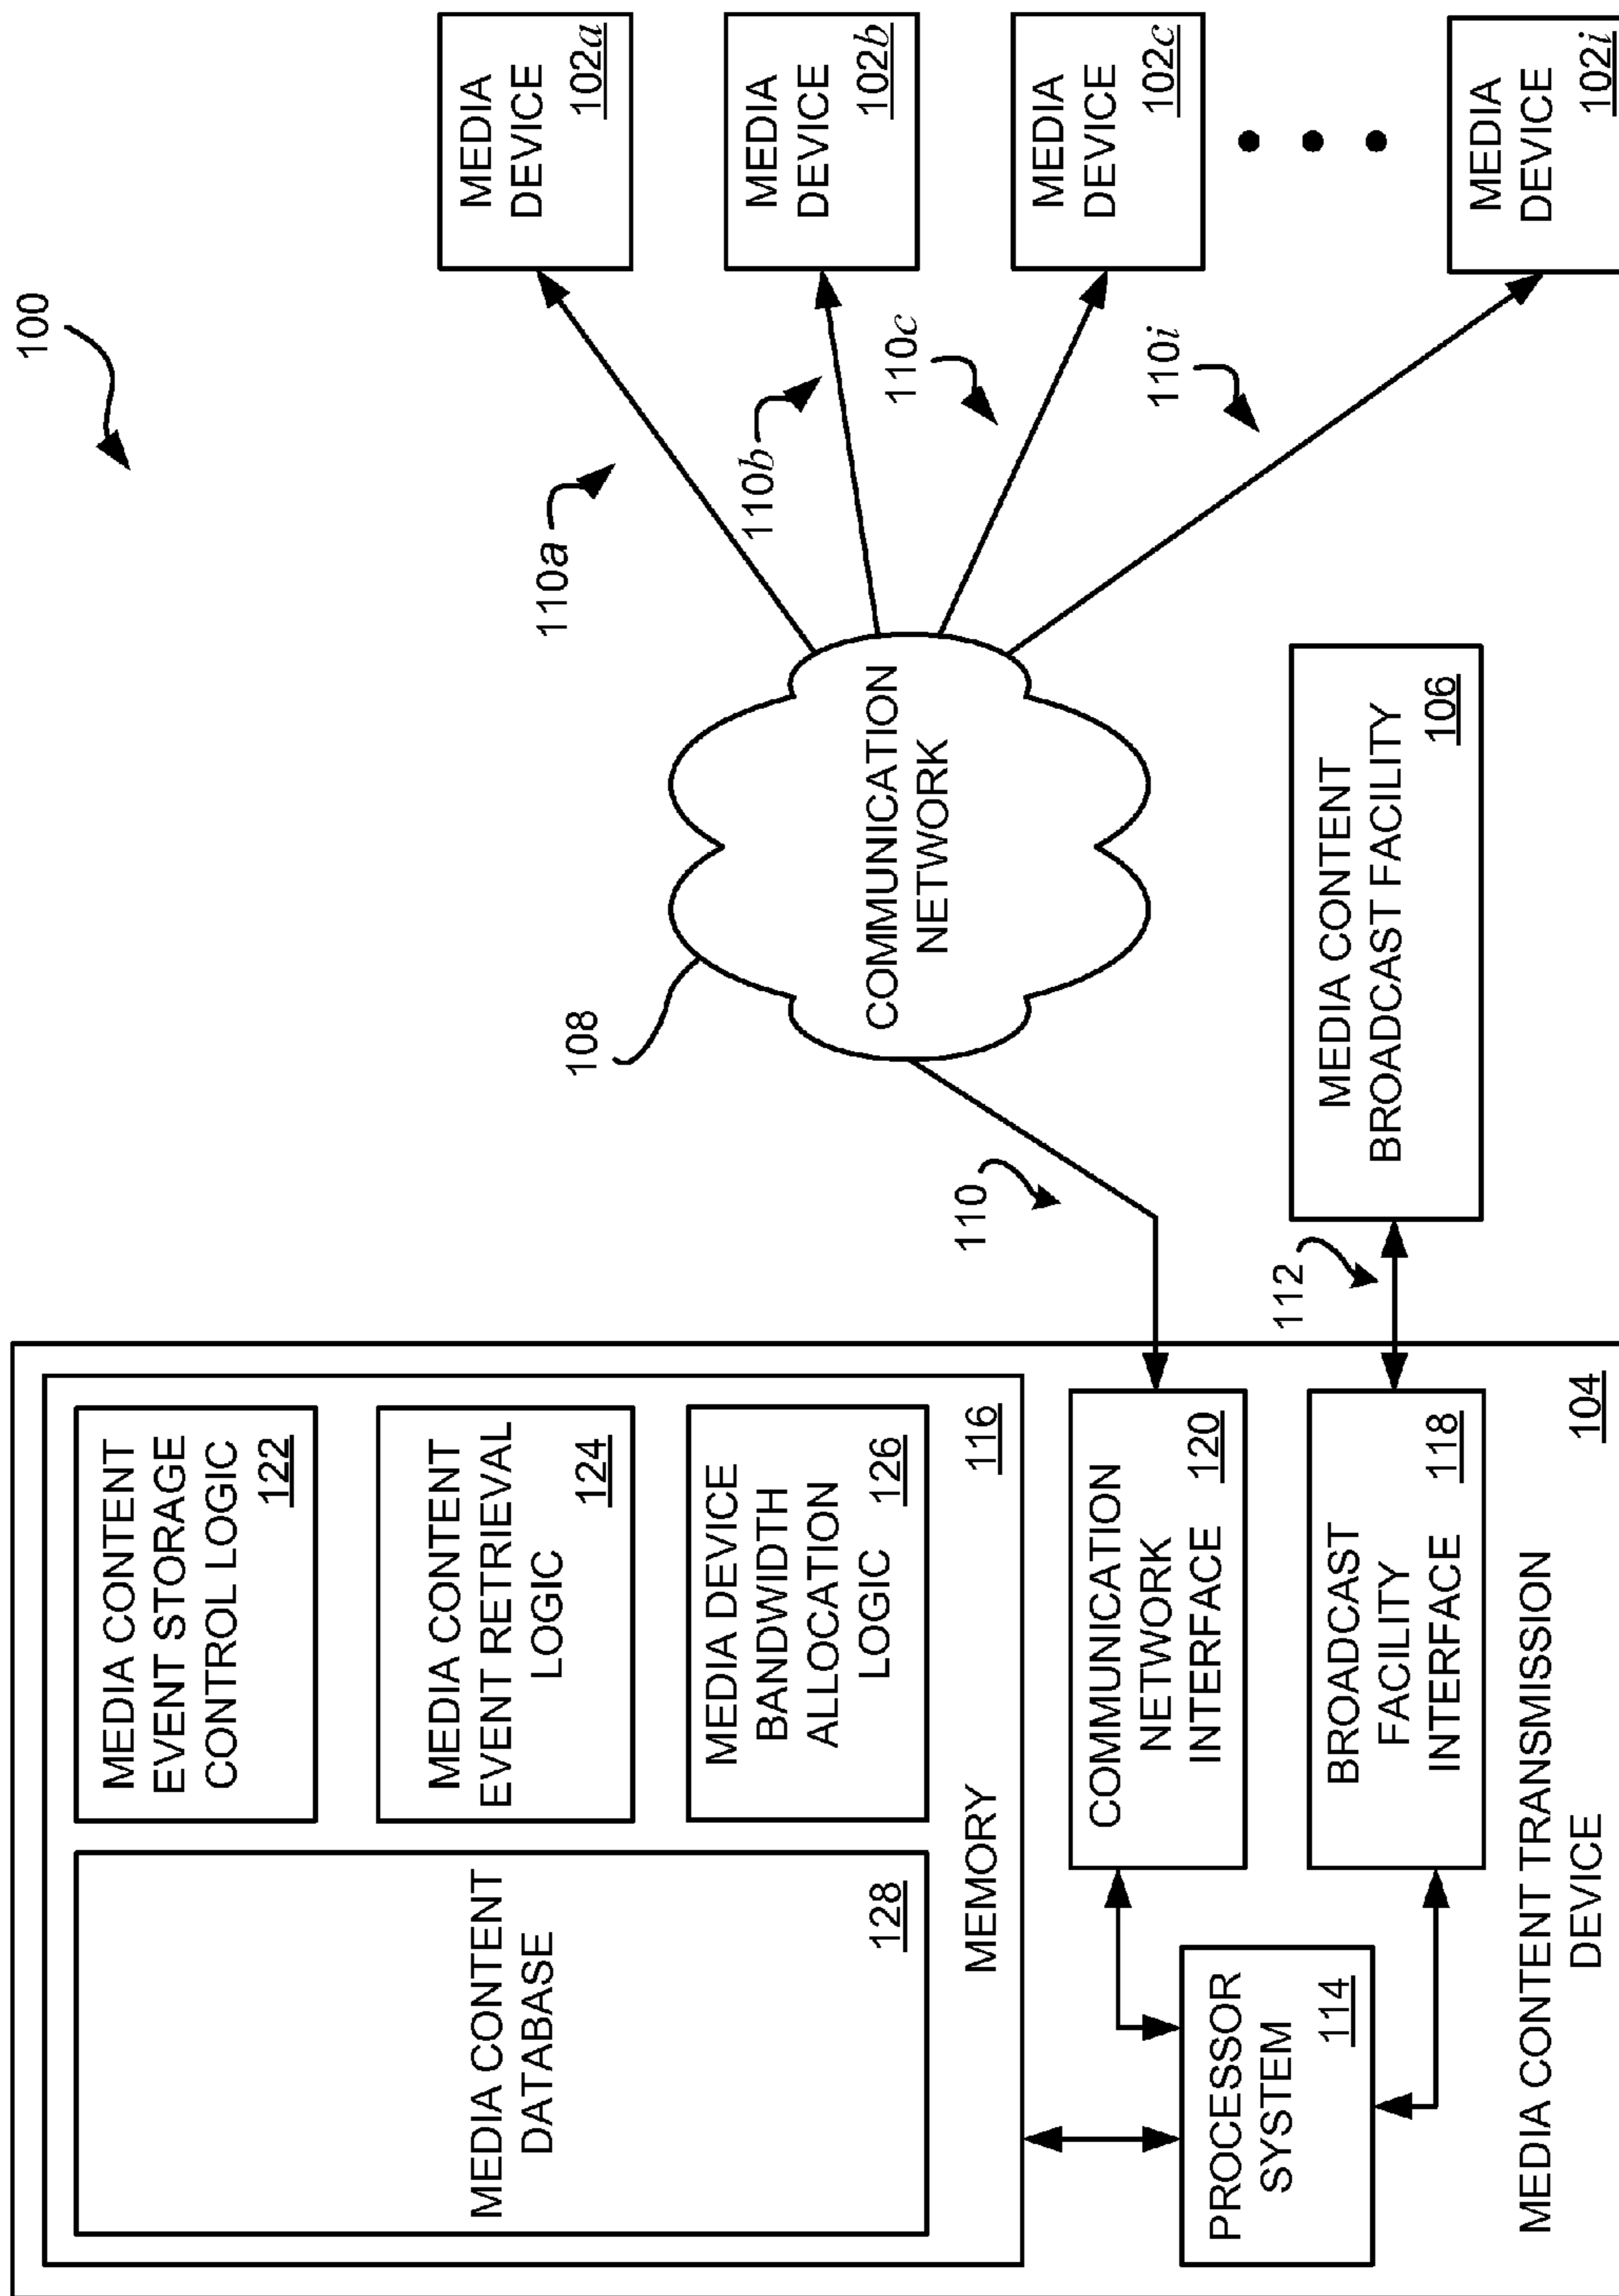 100
MEDIA CONTENT
DATABASE
128
MEDIA CONTENT
EVENT STORAGE
CONTROL LOGIC
122
MEDIA CONTENT
EVENT RETRIEVAL
LOGIC
124
MEDIA DEVICE
BANDWIDTH
ALLOCATION
LOGIC
126
MEMORY
116
PROCESSOR
SYSTEM
114
COMMUNICATION
NETWORK
INTERFACE
120
BROADCAST
FACILITY
INTERFACE
118
MEDIA CONTENT TRANSMISSION
DEVICE
104
110
112
108
COMMUNICATION
NETWORK
MEDIA CONTENT
BROADCAST FACILITY
106
110a
110b
110c
110i
MEDIA
DEVICE
102a
MEDIA
DEVICE
102b
MEDIA
DEVICE
102c
MEDIA
DEVICE
102i